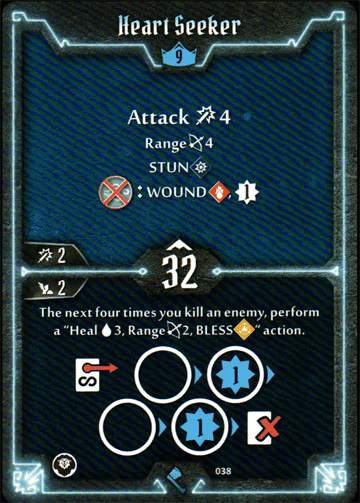 Heart Seeker
9
Attack 4
Range 4
STUN
: WOUND , 1
2
32
2
The next four times you kill an enemy, perform
a “Heal 3, Range 2, BLESS “ action.
1
1
038